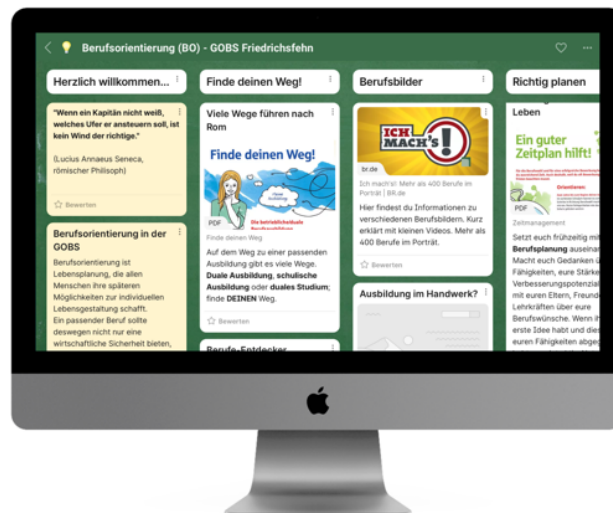 Berufsorientierung (BO) - GOBS Friedrichsfehn
Herzlich willkommen...
"Wenn ein Kapitän nicht weiß,
welches Ufer er ansteuern soll, ist
kein Wind der richtige."
(Lucius Annaeus Seneca,
römischer Philisoph)
Bewerten
Berufsorientierung in der
GOBS
Berufsorientierung ist
Lebensplanung, die allen
Menschen ihre späteren
Möglichkeiten zur individuellen
Lebensgestaltung schafft.
Ein passender Beruf sollte
deswegen nicht nur eine
wirtschaftliche Sicherheit bieten,
Finde deinen Weg!
Viele Wege führen nach
Rom
Finde deinen Weg!
PDF
Die betriebliche/duale
Finde deinen Weg
Auf dem Weg zu einer passenden
Ausbildung gibt es viele Wege.
Duale Ausbildung, schulische
Ausbildung oder duales Studium;
finde DEINEN Weg.
Bewerten
Berufe-Entdecker
Berufsbilder
ICH
MACH's!
br.de
Ich mach's! Mehr als 400 Berufe im
Porträt | BR.de
Hier findest du Informationen zu
verschiedenen Berufsbildern. Kurz
erklärt mit kleinen Videos. Mehr als
400 Berufe im Porträt.
Bewerten
Ausbildung im Handwerk?
Richtig planen
Leben
Ein guter
Zeitplan hilft!
Orientieren
PDF
Zeitmanagement
Setzt euch frühzeitig mit
Berufsplanung auseinan
Macht euch Gedanken ü
Fähigkeiten, eure Stärke
Verbesserungspotenzial
mit euren Eltern, Freunde
Lehrkräften über eure
Berufswünsche. Wenn ih
erste Idee habt und dies
euren Fähigkeiten abgeg